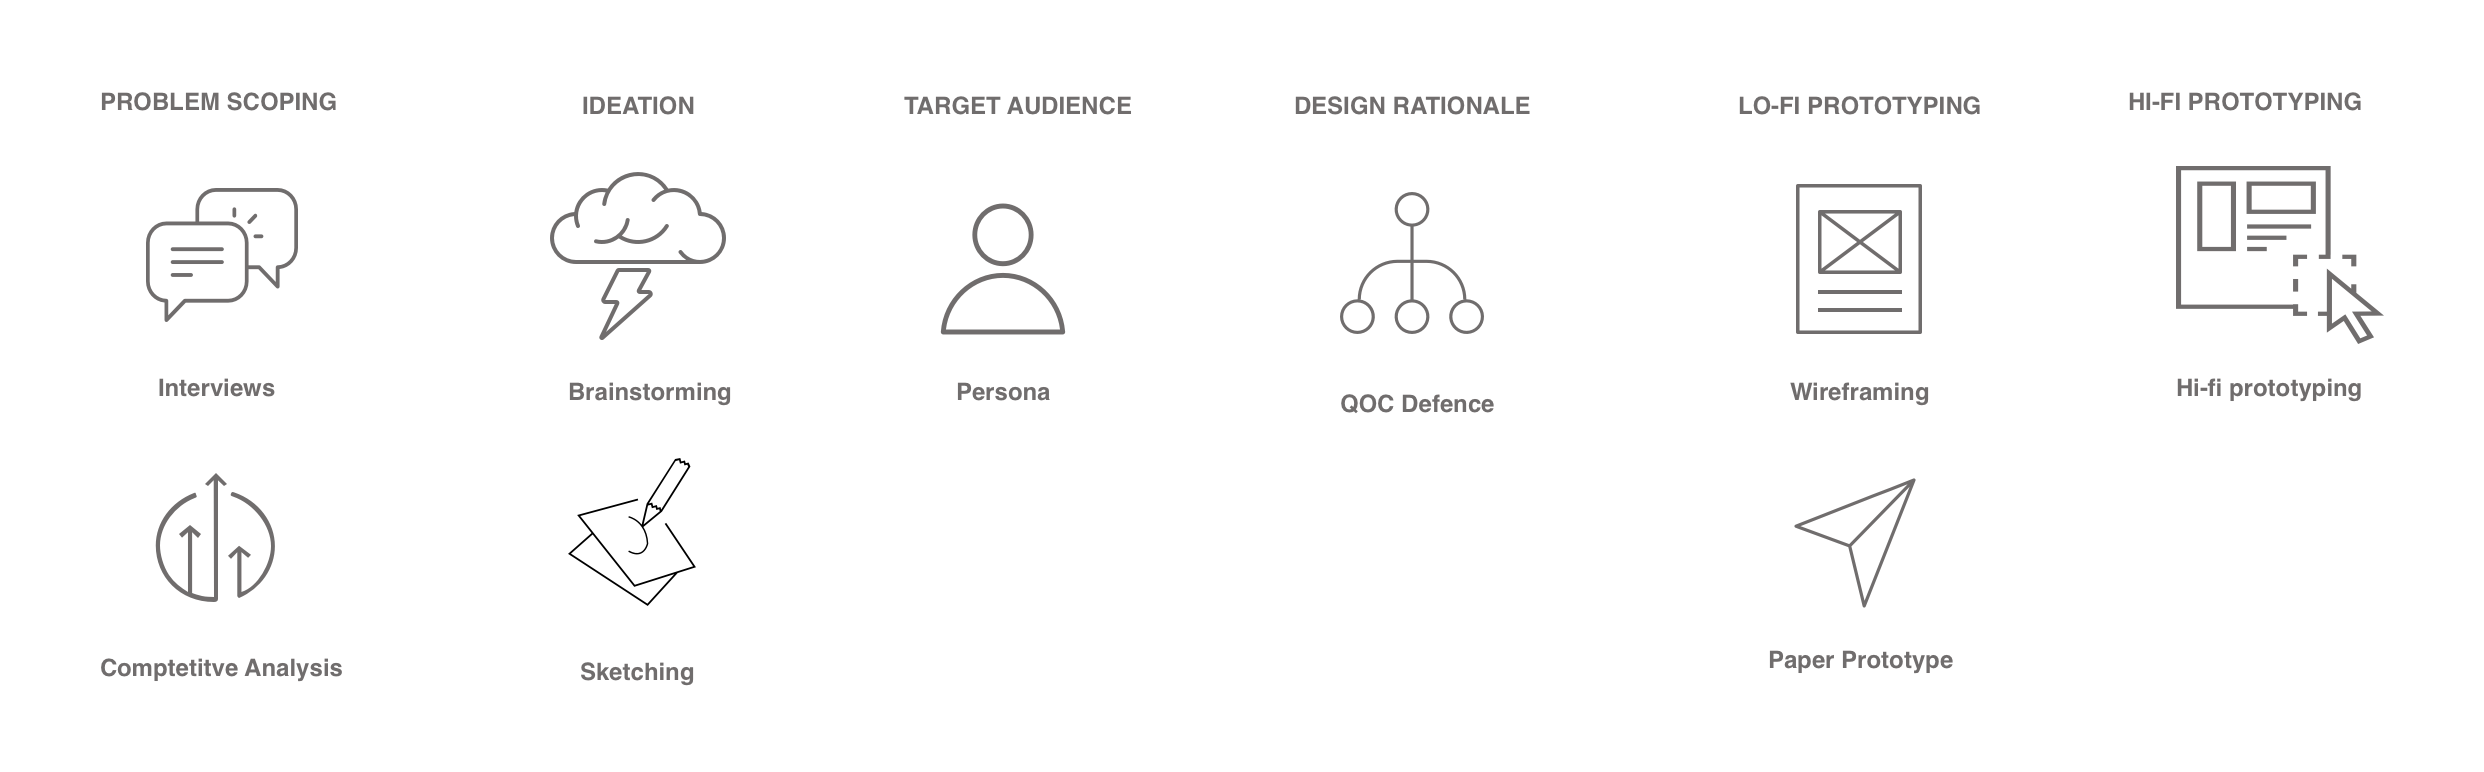 PROBLEM SCOPING
IDEATION
TARGET AUDIENCE
DESIGN RATIONALE
LO-FI PROTOTYPING
HI-FI PROTOTYPING
Interviews
Brainstorming
Persona
QOC Defence
Wireframing
Hi-fi prototyping
Comptetitve Analysis
Sketching
Paper Prototype